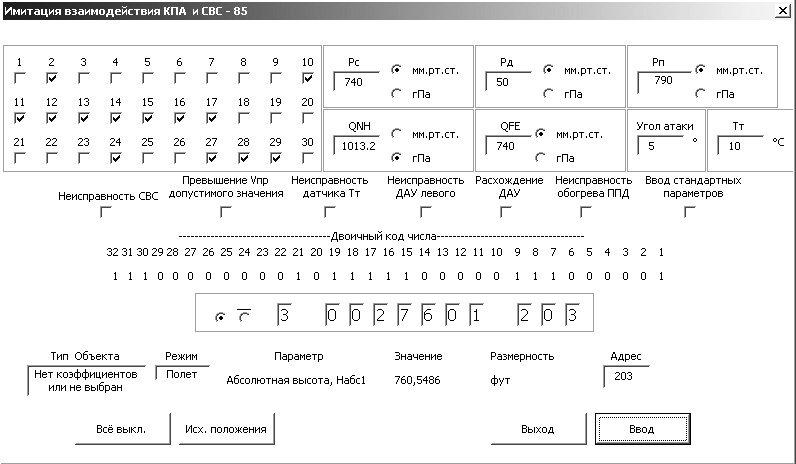 Имитация взаимодействия КПА и СВС - 85
1 2 3 4 5 6 7 8 9 10
11 12 13 14 15 16 17 18 19 20
21 22 23 24 25 26 27 28 29 30
Рс
740
мм.рт.ст.
гПа
Рд
50
мм.рт.ст.
гПа
Рп
790
мм.рт.ст.
гПа
QNH
1013.2
мм.рт.ст.
гПа
QFE
740
мм.рт.ст.
гПа
Угол атаки
5 °
Тт
10 °С
Неисправность СВС
Превышение Vпр
допустимого значения
Неисправность
датчика Тт
Неисправность
ДАУ левого
Расхождение
ДАУ
Неисправность
обогрева ППД
Ввод стандартных
параметров
--------------------------------------Двоичный код числа-------------------------------------
32 31 30 29 28 27 26 25 24 23 22 21 20 19 18 17 16 15 14 13 12 11 10 9 8 7 6 5 4 3 2 1
1 1 1 0 0 0 0 0 0 0 1 0 1 1 1 1 1 0 0 0 0 1 1 1 0 0 0 0 0 1
3 0 0 2 7 6 0 1 2 0 3
Тип Объекта
Нет коэффициентов
или не выбран
Режим
Полет
Параметр
Абсолютная высота, Набс1
Значение
760,5486
Размерность
фут
Адрес
203
Всё выкл.
Исх. положения
Выход
Ввод